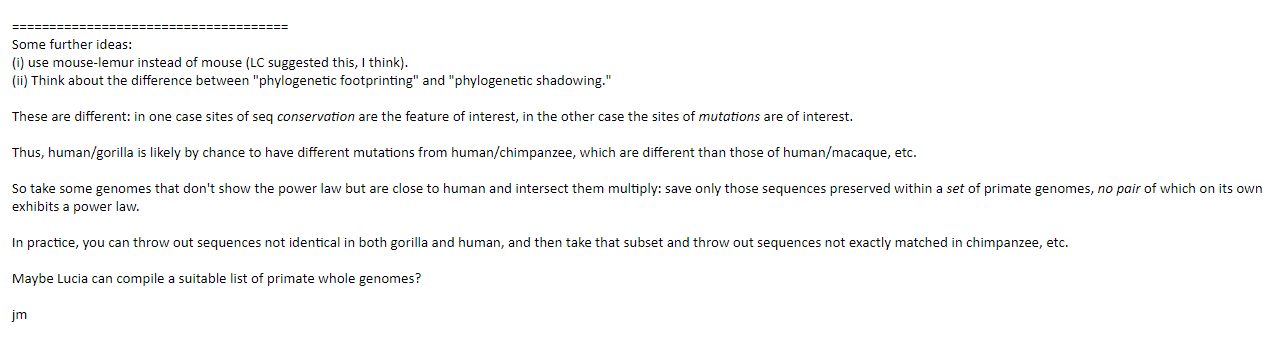 =====================================
Some further ideas:
(i) use mouse-lemur instead of mouse (LC suggested this, I think).
(ii) Think about the difference between "phylogenetic footprinting" and "phylogenetic shadowing."
These are different: in one case sites of seq conservation are the feature of interest, in the other case the sites of mutations are of interest.
Thus, human/gorilla is likely by chance to have different mutations from human/chimpanzee, which are different than those of human/macaque, etc.
So take some genomes that don't show the power law but are close to human and intersect them multiply: save only those sequences preserved within a set of primate genomes, no pair of which on its own
exhibits a power law.
In practice, you can throw out sequences not identical in both gorilla and human, and then take that subset and throw out sequences not exactly matched in chimpanzee, etc.
Maybe Lucia can compile a suitable list of primate whole genomes?
jm